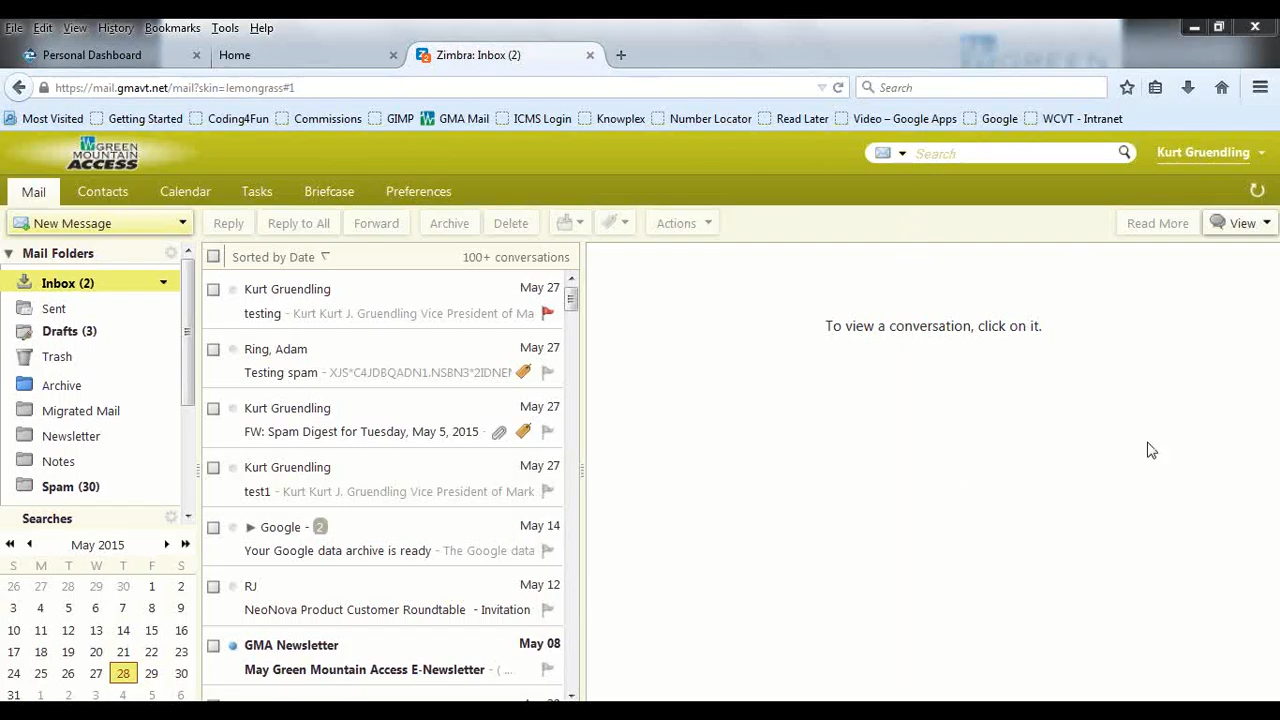 File Edit View History Bookmarks Tools Help
Personal Dashboard Home Zimbra: Inbox (2)
https://mail.gmavt.net/mail?skin=lemongrass#1 Search
Most Visited Getting Started Coding4Fun Commissions GIMP GMA Mail ICMS Login Knowplex Number Locator Read Later Video – Google Apps Google WCVT - Intranet
GREEN MOUNTAIN ACCESS Search Kurt Gruendling
Mail Contacts Calendar Tasks Briefcase Preferences
New Message Reply Reply to All Forward Archive Delete Actions Read More View
Mail Folders
Inbox (2)
Sent
Drafts (3)
Trash
Archive
Migrated Mail
Newsletter
Notes
Spam (30)
Searches
May 2015
S M T W T F S
26 27 28 29 30 1 2
3 4 5 6 7 8 9
10 11 12 13 14 15 16
17 18 19 20 21 22 23
24 25 26 27 28 29 30
31 1 2 3 4 5 6
Sorted by Date 100+ conversations
Kurt Gruendling May 27
testing - Kurt Kurt J. Gruendling Vice President of Ma
Ring, Adam May 27
Testing spam - XJS*C4JDBQADN1.NSBN3*2IDNEN
Kurt Gruendling May 27
FW: Spam Digest for Tuesday, May 5, 2015 -
Kurt Gruendling May 27
test1 - Kurt Kurt J. Gruendling Vice President of Mark
Google - 2 May 14
Your Google data archive is ready - The Google data
RJ May 12
NeoNova Product Customer Roundtable - Invitation
GMA Newsletter May 08
May Green Mountain Access E-Newsletter - ( ...
To view a conversation, click on it.